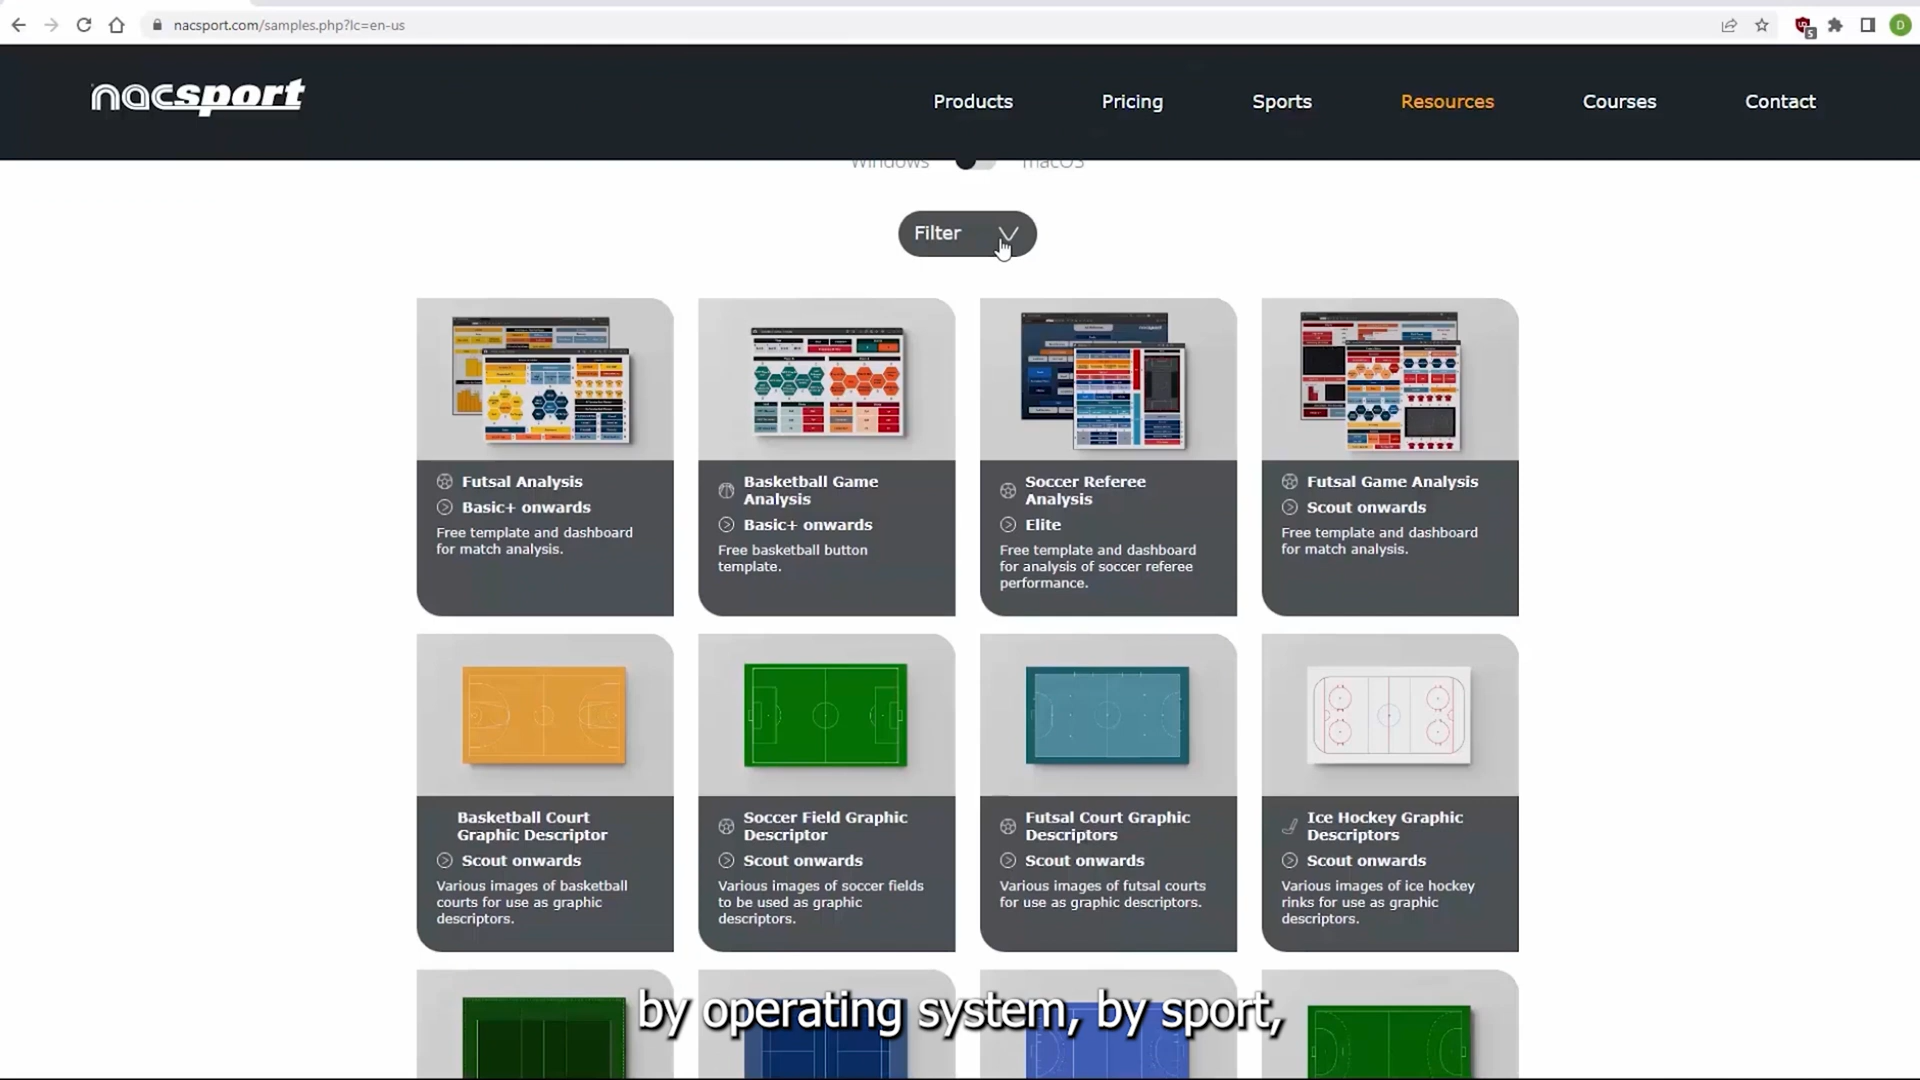 nacsport.com/samples.php?lc=en-us
5
D
nacsport
Products
Pricing
Sports
Resources
Courses
Contact
Windows
macOS
Filter
Futsal Analysis
Basic+ onwards
Free template and dashboard
for match analysis.
Basketball Game
Analysis
Basic+ onwards
Free basketball button
template.
Soccer Referee
Analysis
Elite
Free template and dashboard
for analysis of soccer referee
performance.
Futsal Game Analysis
Scout onwards
Free template and dashboard
for match analysis.
Basketball Court
Graphic Descriptor
Scout onwards
Various images of basketball
courts for use as graphic
descriptors.
Soccer Field Graphic
Descriptor
Scout onwards
Various images of soccer fields
to be used as graphic
descriptors.
Futsal Court Graphic
Descriptors
Scout onwards
Various images of futsal courts
for use as graphic descriptors.
Ice Hockey Graphic
Descriptors
Scout onwards
Various images of ice hockey
rinks for use as graphic
descriptors.
by operating system, by sport,